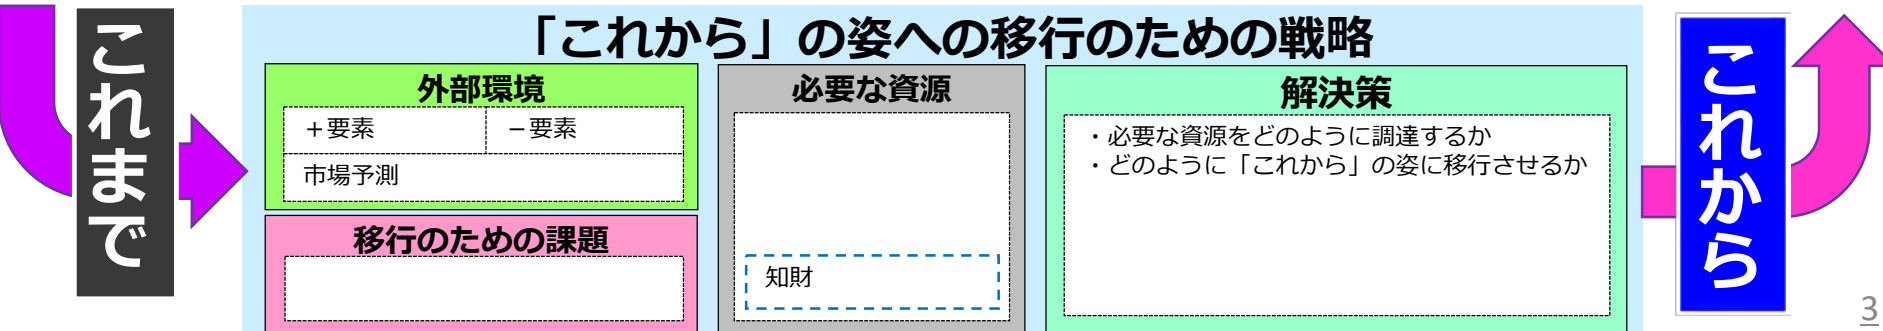 これまで
「これから」の姿への移行のための戦略
外部環境
＋要素
－要素
市場予測
移行のための課題
必要な資源
知財
解決策
・必要な資源をどのように調達するか
・どのように「これから」の姿に移行させるか
これから
3